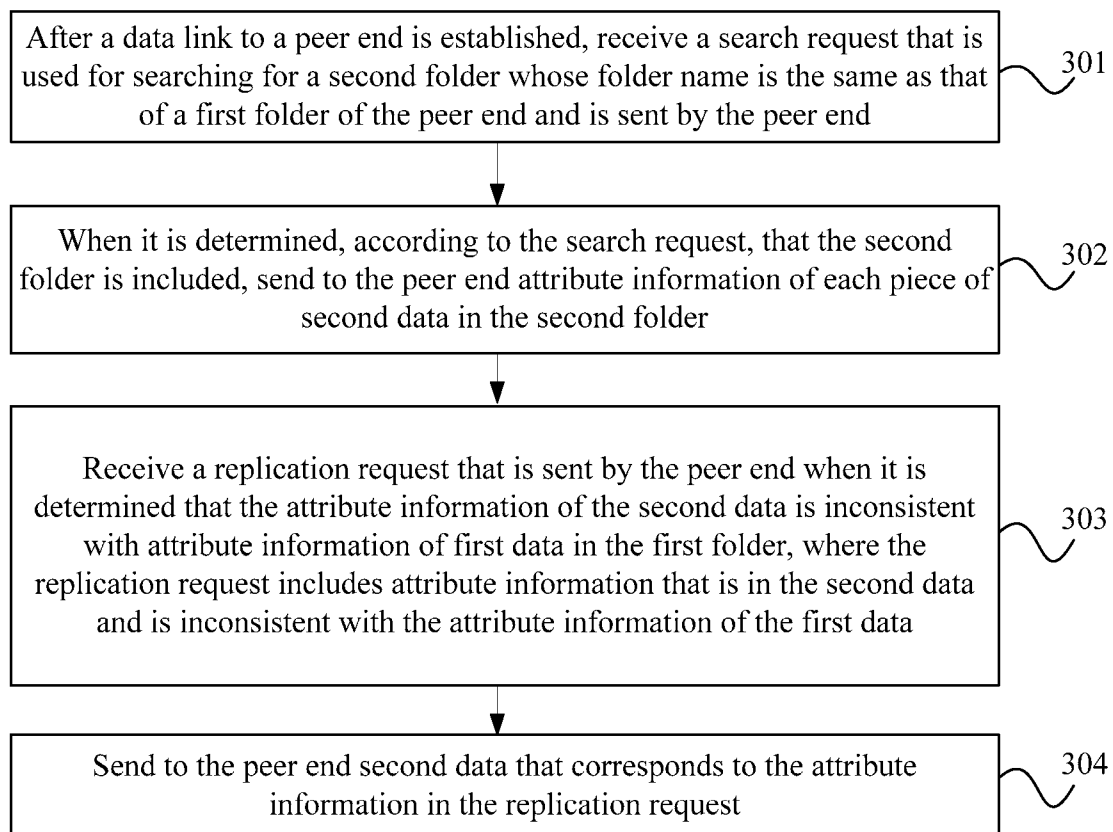 After a data link to a peer end is established, receive a search request that is
used for searching for a second folder whose folder name is the same as that
of a first folder of the peer end and is sent by the peer end
301
When it is determined, according to the search request, that the second
folder is included, send to the peer end attribute information of each piece of
second data in the second folder
302
Receive a replication request that is sent by the peer end when it is
determined that the attribute information of the second data is inconsistent
with attribute information of first data in the first folder, where the
replication request includes attribute information that is in the second data
and is inconsistent with the attribute information of the first data
303
Send to the peer end second data that corresponds to the attribute
information in the replication request
304